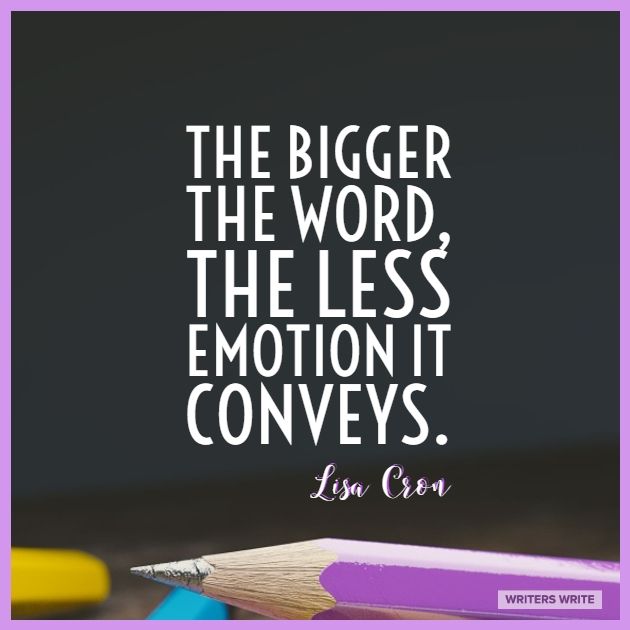 THE BIGGER
THE WORD,
THE LESS
EMOTION IT
CONVEYS.
Lisa Cron
WRITERS WRITE